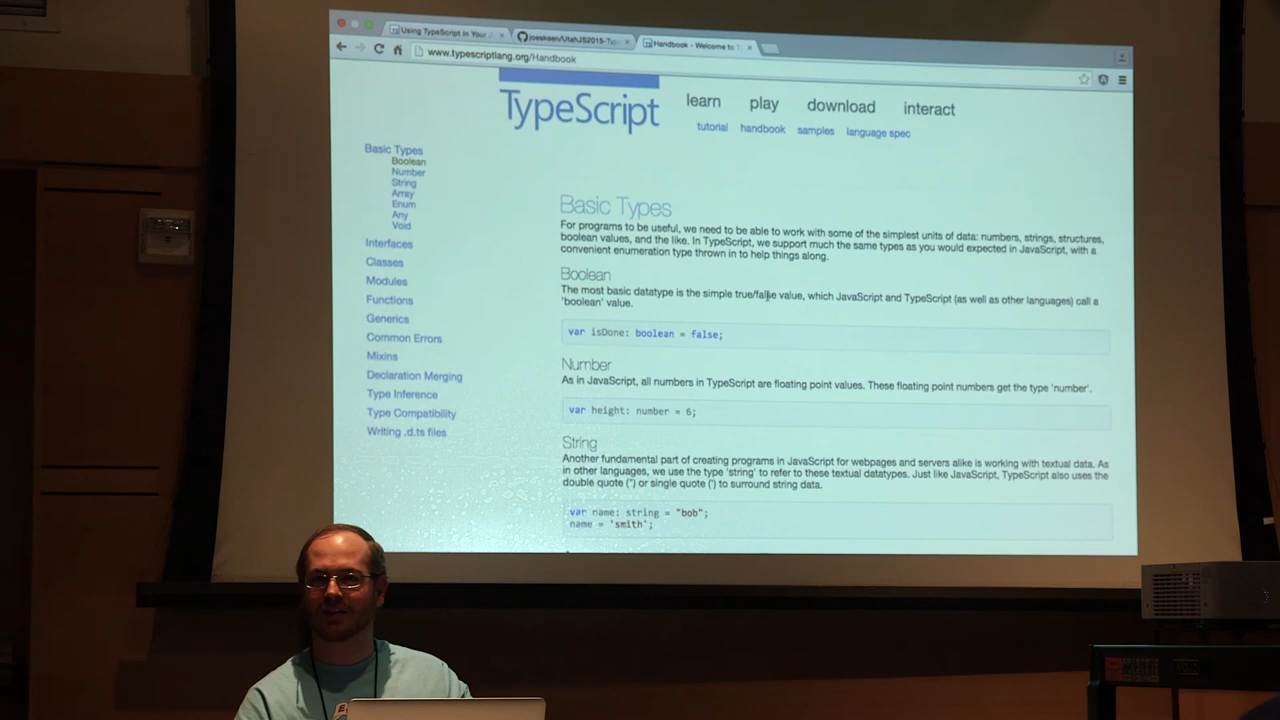 Using TypeScript in Your
joeskeen/UtahJS2015-Typ
Handbook - Welcome to
www.typescriptlang.org/Handbook
TypeScript
learn play download interact
tutorial handbook samples language spec
Basic Types
Boolean
Number
String
Array
Enum
Any
Void
Interfaces
Classes
Modules
Functions
Generics
Common Errors
Mixins
Declaration Merging
Type Inference
Type Compatibility
Writing .d.ts files
Basic Types
For programs to be useful, we need to be able to work with some of the simplest units of data: numbers, strings, structures,
boolean values, and the like. In TypeScript, we support much the same types as you would expected in JavaScript, with a
convenient enumeration type thrown in to help things along.
Boolean
The most basic datatype is the simple true/false value, which JavaScript and TypeScript (as well as other languages) call a
'boolean' value.
var isDone: boolean = false;
Number
As in JavaScript, all numbers in TypeScript are floating point values. These floating point numbers get the type 'number'.
var height: number = 6;
String
Another fundamental part of creating programs in JavaScript for webpages and servers alike is working with textual data. As
in other languages, we use the type 'string' to refer to these textual datatypes. Just like JavaScript, TypeScript also uses the
double quote (") or single quote (') to surround string data.
var name: string = "bob";
name = 'smith';